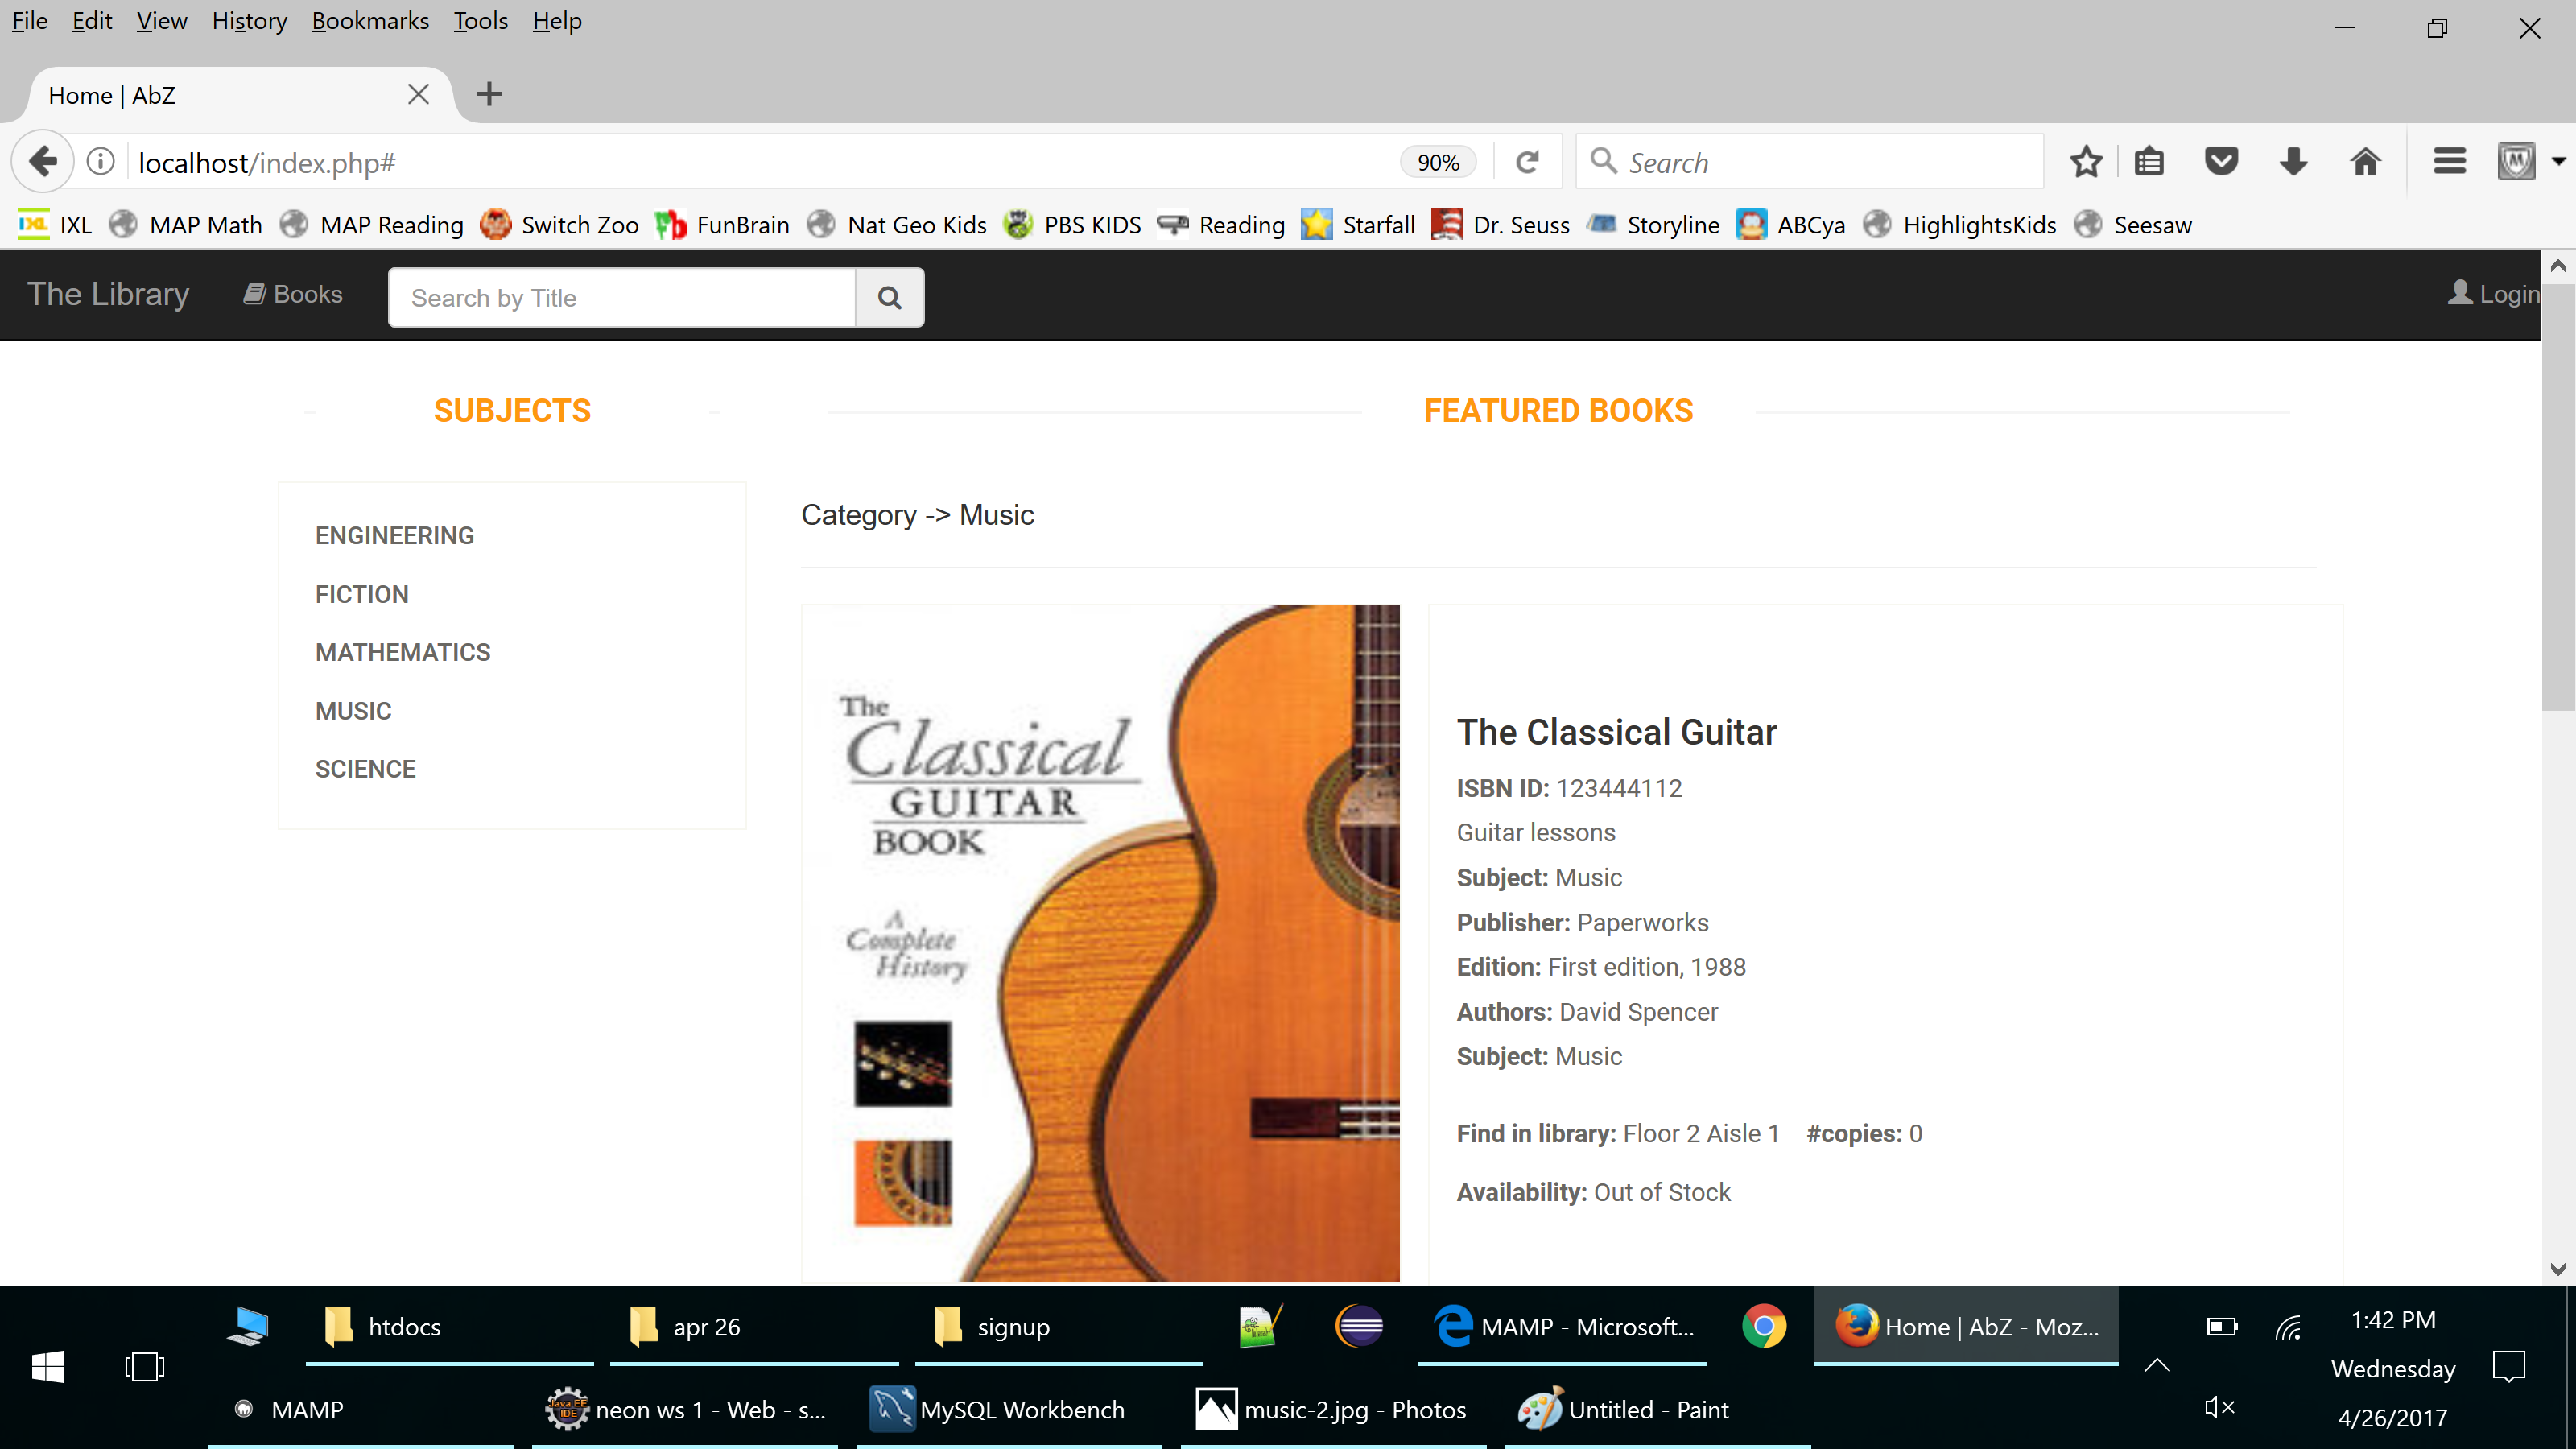 File Edit View History Bookmarks Tools Help
Home | AbZ
localhost/index.php# 90% Search
IXL MAP Math MAP Reading Switch Zoo FunBrain Nat Geo Kids PBS KIDS Reading Starfall Dr. Seuss Storyline ABCya HighlightsKids Seesaw
The Library Books Search by Title Login
SUBJECTS FEATURED BOOKS
ENGINEERING
FICTION
MATHEMATICS
MUSIC
SCIENCE
Category -> Music
The
Classical
GUITAR
BOOK
A
Complete
History
The Classical Guitar
ISBN ID: 123444112
Guitar lessons
Subject: Music
Publisher: Paperworks
Edition: First edition, 1988
Authors: David Spencer
Subject: Music
Find in library: Floor 2 Aisle 1 #copies: 0
Availability: Out of Stock
htdocs apr 26 signup MAMP - Microsoft... Home | AbZ - Moz...
MAMP neon ws 1 - Web - s... MySQL Workbench music-2.jpg - Photos Untitled - Paint
1:42 PM
Wednesday
4/26/2017